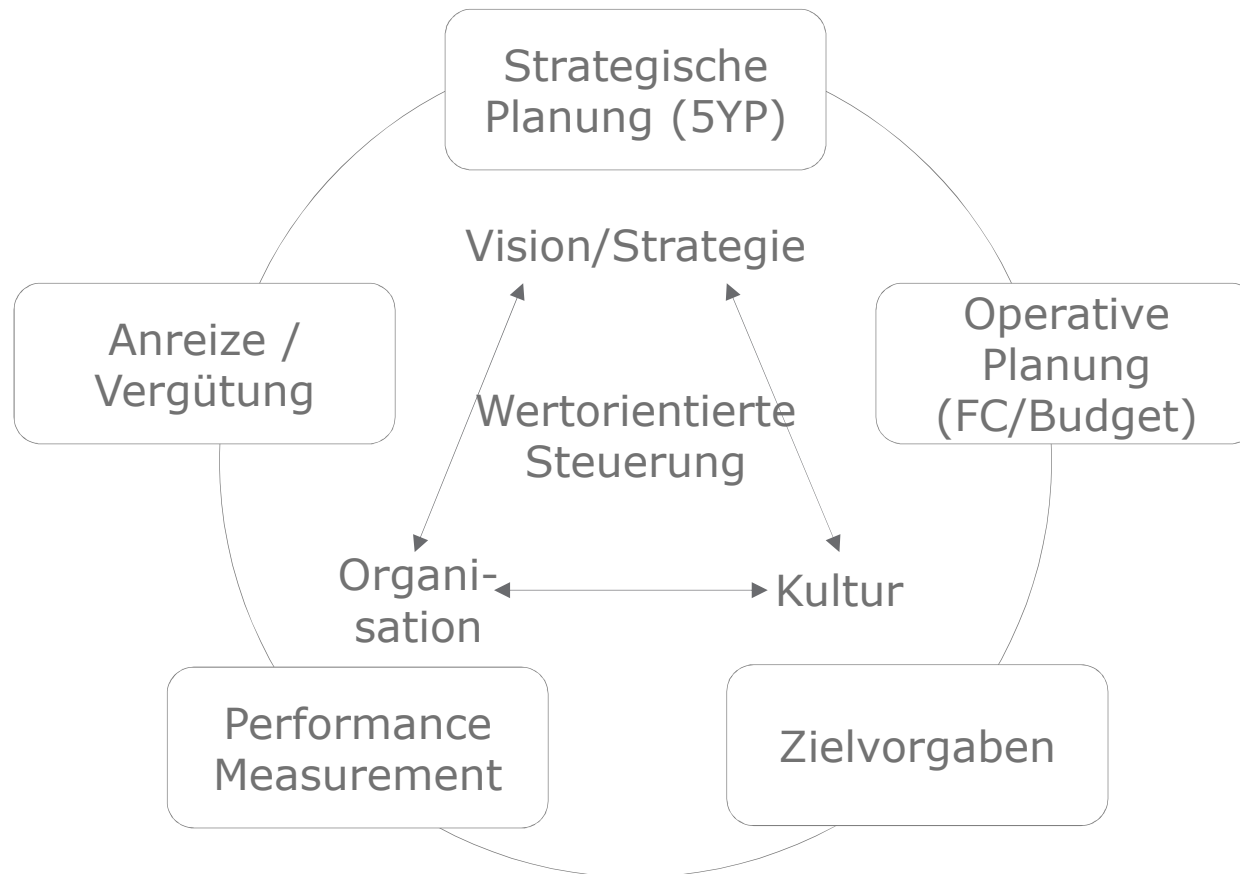 Strategische
Planung (5YP)
Vision/Strategie
Anreize /
Vergütung
Operative
Planung
(FC/Budget)
Wertorientierte
Steuerung
Organi-
sation
Kultur
Performance
Measurement
Zielvorgaben